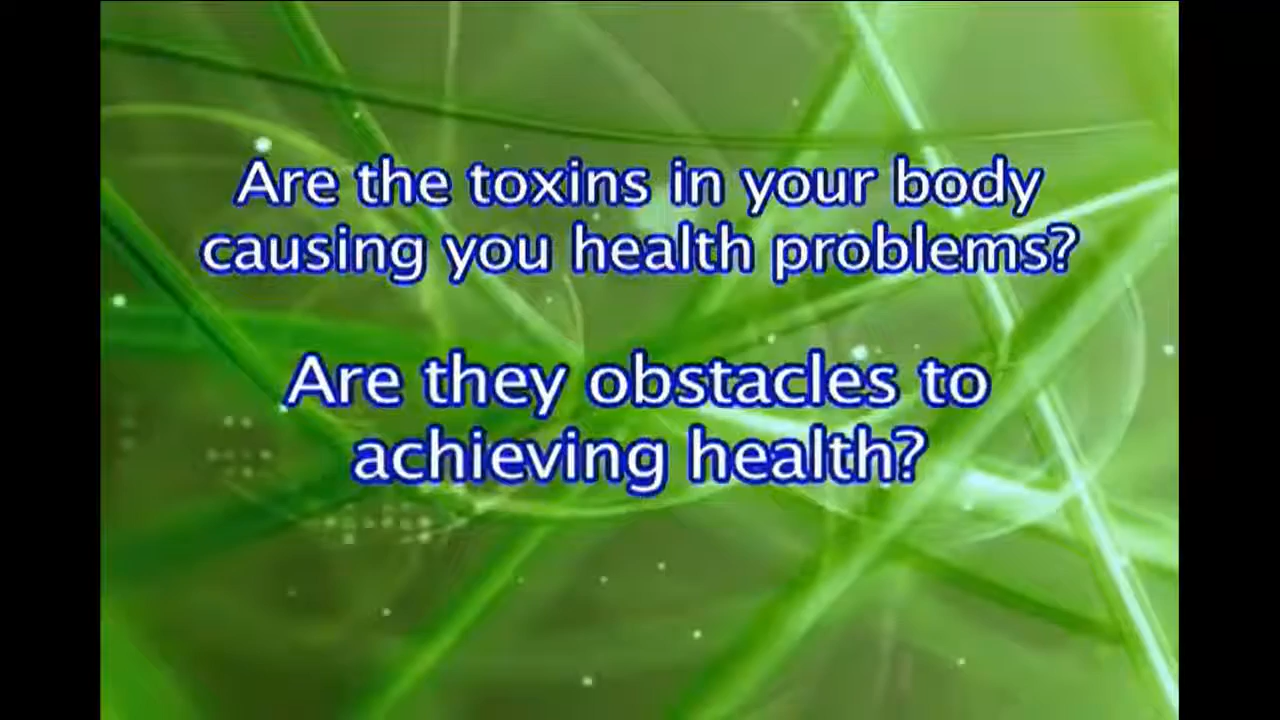 Are the toxins in your body
causing you health problems?
Are they obstacles to
achieving health?